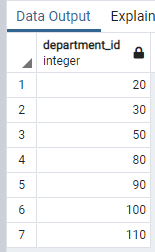 Data Output Explain
department_id
integer
1 20
2 30
3 50
4 80
5 90
6 100
7 110